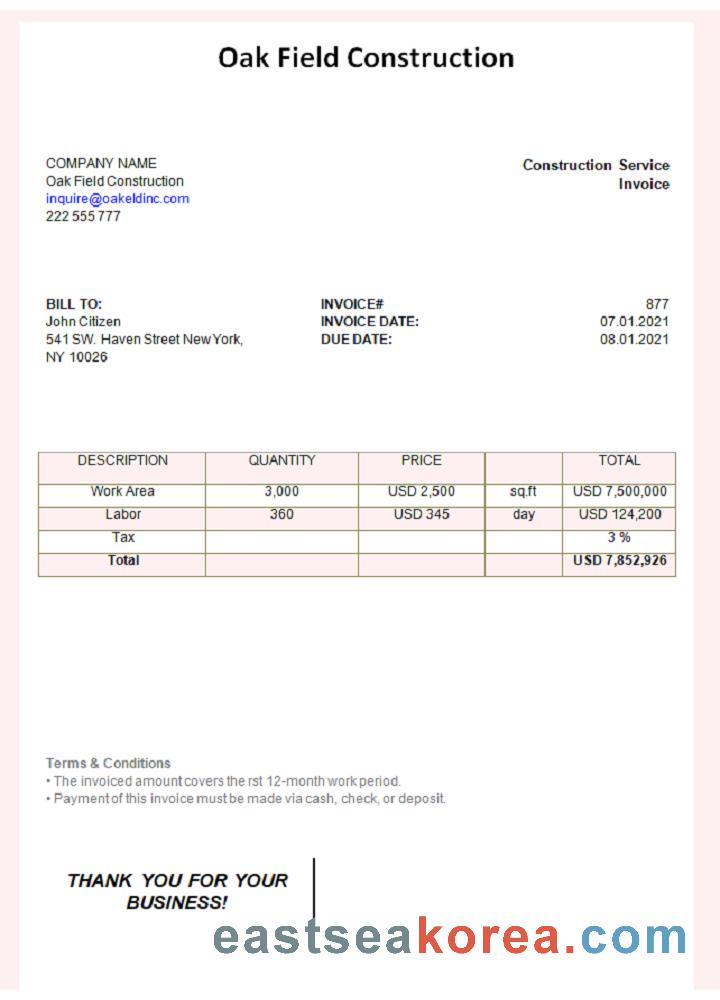 Oak Field Construction
COMPANY NAME
Oak Field Construction
inquire@oakeldinc.com
222 555 777
Construction Service
Invoice
BILL TO:
John Citizen
541 SW. Haven Street New York,
NY 10026
INVOICE# 877
INVOICE DATE: 07.01.2021
DUE DATE: 08.01.2021
DESCRIPTION QUANTITY PRICE TOTAL
Work Area 3,000 USD 2,500 sq.ft USD 7,500,000
Labor 360 USD 345 day USD 124,200
Tax 3 %
Total USD 7,852,926
Terms & Conditions
• The invoiced amount covers the rst 12-month work period.
• Payment of this invoice must be made via cash, check, or deposit.
THANK YOU FOR YOUR
BUSINESS!
eastseakorea.com